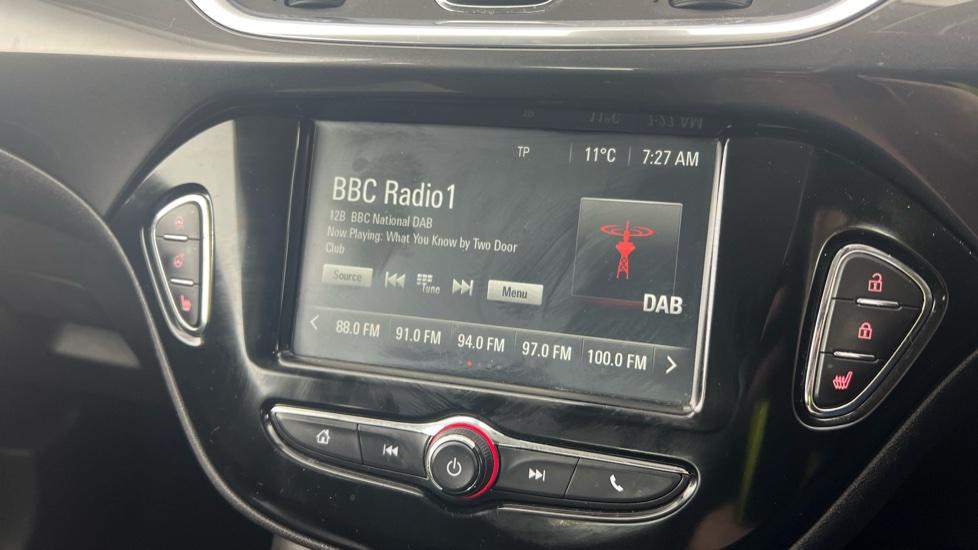 TP 11°C 7:27 AM
BBC Radio1
12B BBC National DAB
Now Playing: What You Know by Two Door
Club
Source Tune Menu
DAB
88.0 FM 91.0 FM 94.0 FM 97.0 FM 100.0 FM